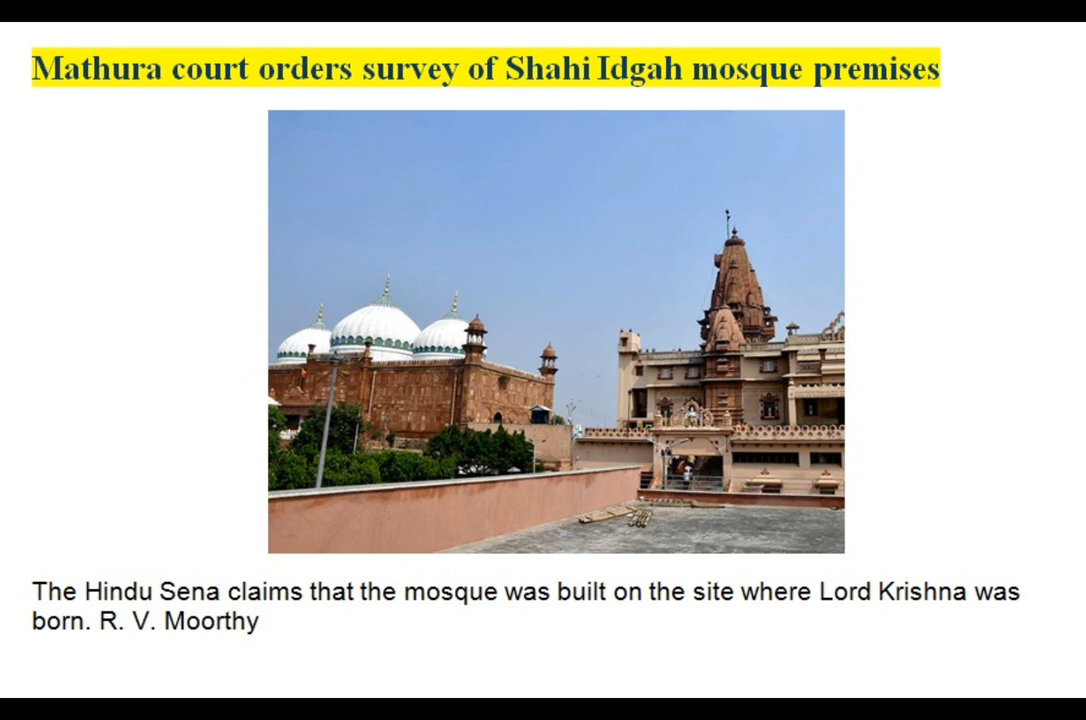 Mathura court orders survey of Shahi Idgah mosque premises
The Hindu Sena claims that the mosque was built on the site where Lord Krishna was
born. R. V. Moorthy